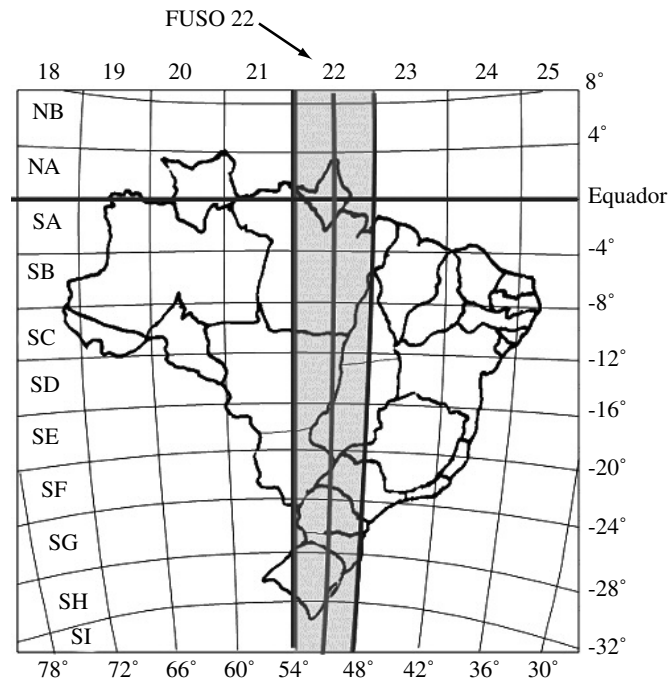 FUSO 22
18 19 20 21 22 23 24 25
8°
NB
4°
NA
Equador
SA
-4°
SB
-8°
SC
-12°
SD
-16°
SE
-20°
SF
-24°
SG
-28°
SH
SI
-32°
78° 72° 66° 60° 54° 48° 42° 36° 30°